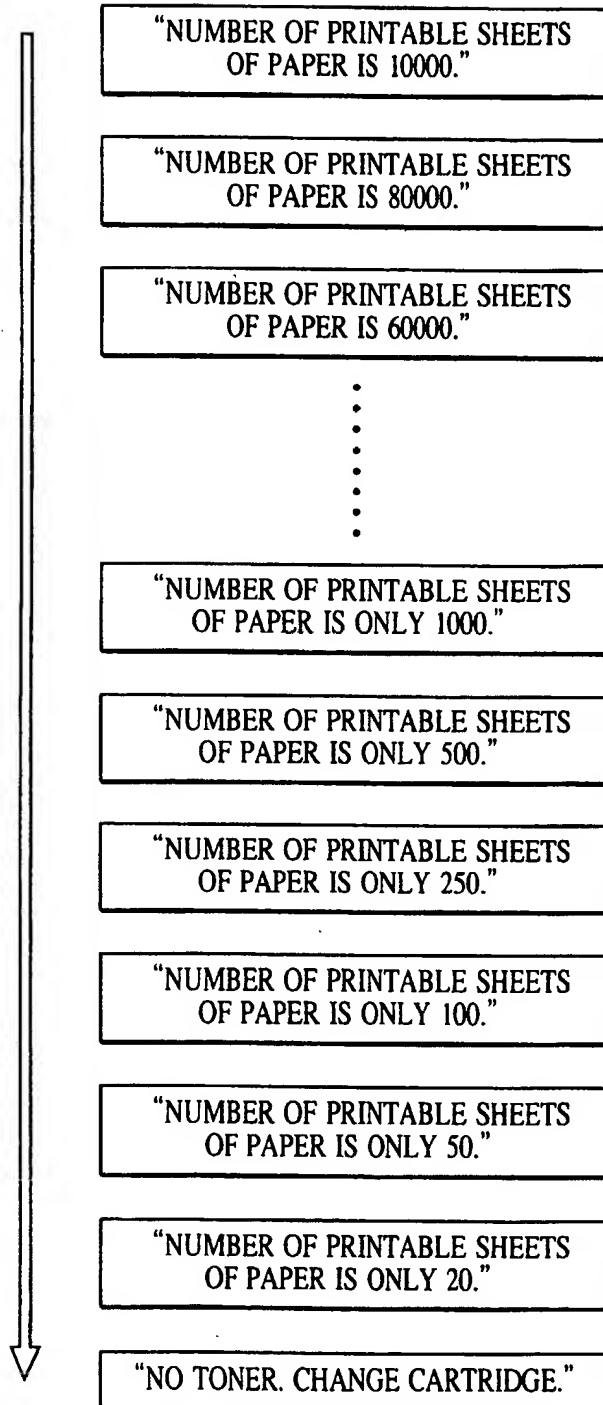 “NUMBER OF PRINTABLE SHEETS
OF PAPER IS 10000.”
“NUMBER OF PRINTABLE SHEETS
OF PAPER IS 80000.”
“NUMBER OF PRINTABLE SHEETS
OF PAPER IS 60000.”
“NUMBER OF PRINTABLE SHEETS
OF PAPER IS ONLY 1000.”
“NUMBER OF PRINTABLE SHEETS
OF PAPER IS ONLY 500.”
“NUMBER OF PRINTABLE SHEETS
OF PAPER IS ONLY 250.”
“NUMBER OF PRINTABLE SHEETS
OF PAPER IS ONLY 100.”
“NUMBER OF PRINTABLE SHEETS
OF PAPER IS ONLY 50.”
“NUMBER OF PRINTABLE SHEETS
OF PAPER IS ONLY 20.”
“NO TONER. CHANGE CARTRIDGE.”